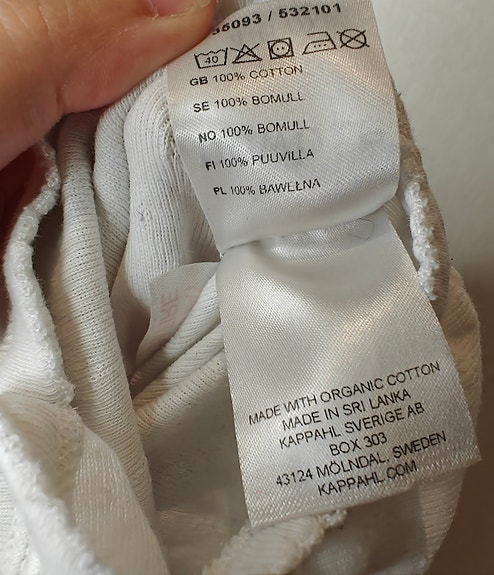 56093 / 532101
40
GB 100% COTTON
SE 100% BOMULL
NO 100% BOMULL
FI 100% PUUVILLA
PL 100% BAWEŁNA
MADE WITH ORGANIC COTTON
MADE IN SRI LANKA
KAPPAHL SVERIGE AB
BOX 303
43124 MÖLNDAL, SWEDEN
KAPPAHL.COM